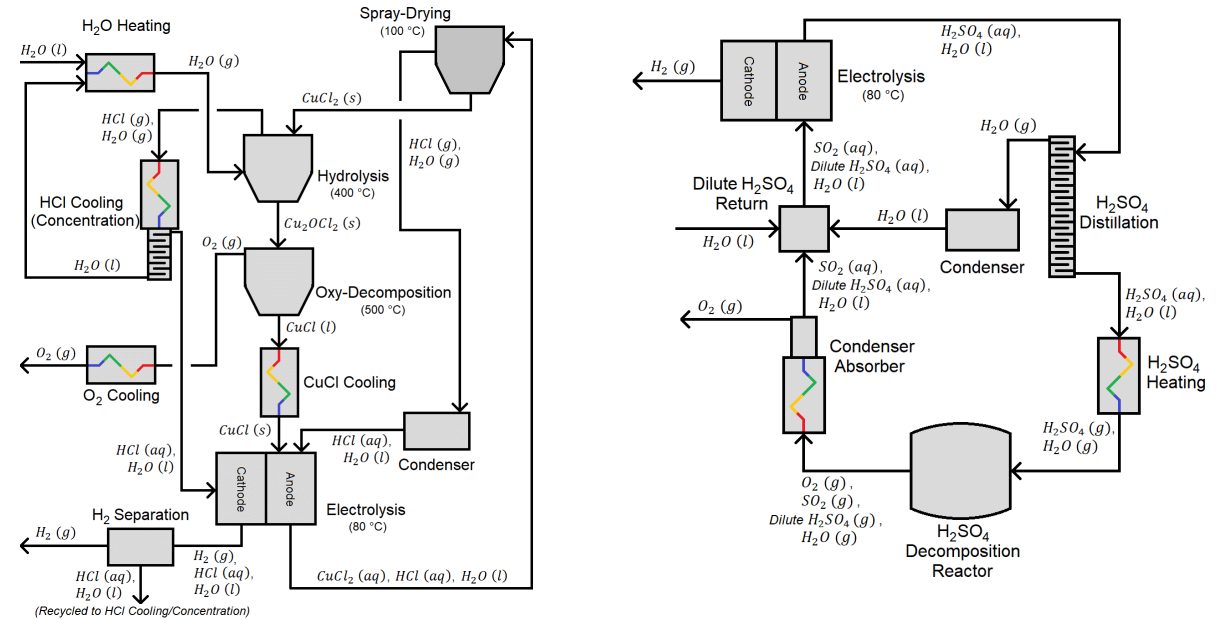 H₂O Heating
H₂O (l)
H₂O (g)
Spray-Drying
(100 °C)
CuCl₂ (s)
HCl (g),
H₂O (g)
HCl (g),
H₂O (g)
Hydrolysis
(400 °C)
HCl Cooling
(Concentration)
Cu₂OCl₂ (s)
O₂ (g)
H₂O (l)
Oxy-Decomposition
(500 °C)
CuCl (l)
O₂ (g)
O₂ Cooling
CuCl Cooling
CuCl (s)
HCl (aq),
H₂O (l)
Condenser
HCl (aq),
H₂O (l)
Cathode
Anode
Electrolysis
(80 °C)
H₂ Separation
H₂ (g)
H₂ (g),
HCl (aq),
H₂O (l)
HCl (aq),
H₂O (l)
CuCl₂ (aq), HCl (aq), H₂O (l)
(Recycled to HCl Cooling/Concentration)
H₂SO₄ (aq),
H₂O (l)
H₂ (g)
Cathode
Anode
Electrolysis
(80 °C)
H₂O (g)
SO₂ (aq),
Dilute H₂SO₄ (aq),
H₂O (l)
Dilute H₂SO₄
Return
H₂O (l)
H₂O (l)
H₂SO₄
Distillation
Condenser
SO₂ (aq),
Dilute H₂SO₄ (aq),
H₂O (l)
H₂SO₄ (aq),
H₂O (l)
O₂ (g)
Condenser
Absorber
H₂SO₄
Heating
H₂SO₄ (g),
H₂O (g)
O₂ (g) ,
SO₂ (g),
Dilute H₂SO₄ (g) ,
H₂O (g)
H₂SO₄
Decomposition
Reactor